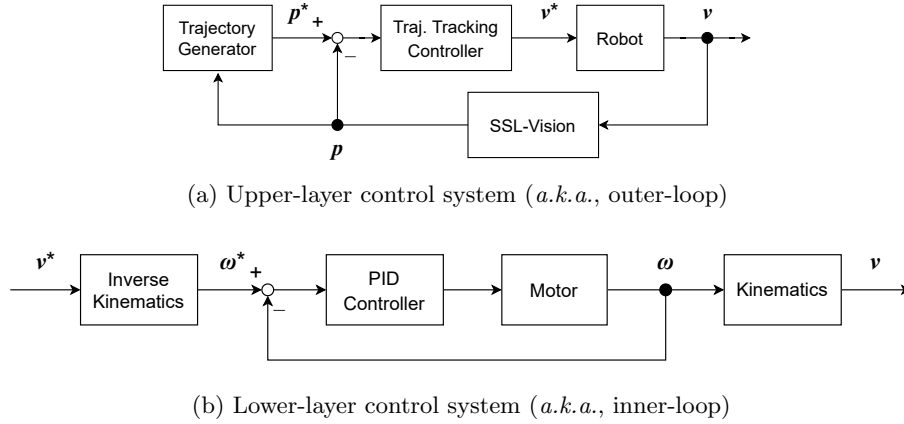 p* + Traj. Tracking v* v
Trajectory
Generator
Controller
Robot
−
SSL-Vision
p
(a) Upper-layer control system (a.k.a., outer-loop)
v* Inverse ω* + PID ω v
Kinematics
Controller
Motor
Kinematics
−
(b) Lower-layer control system (a.k.a., inner-loop)